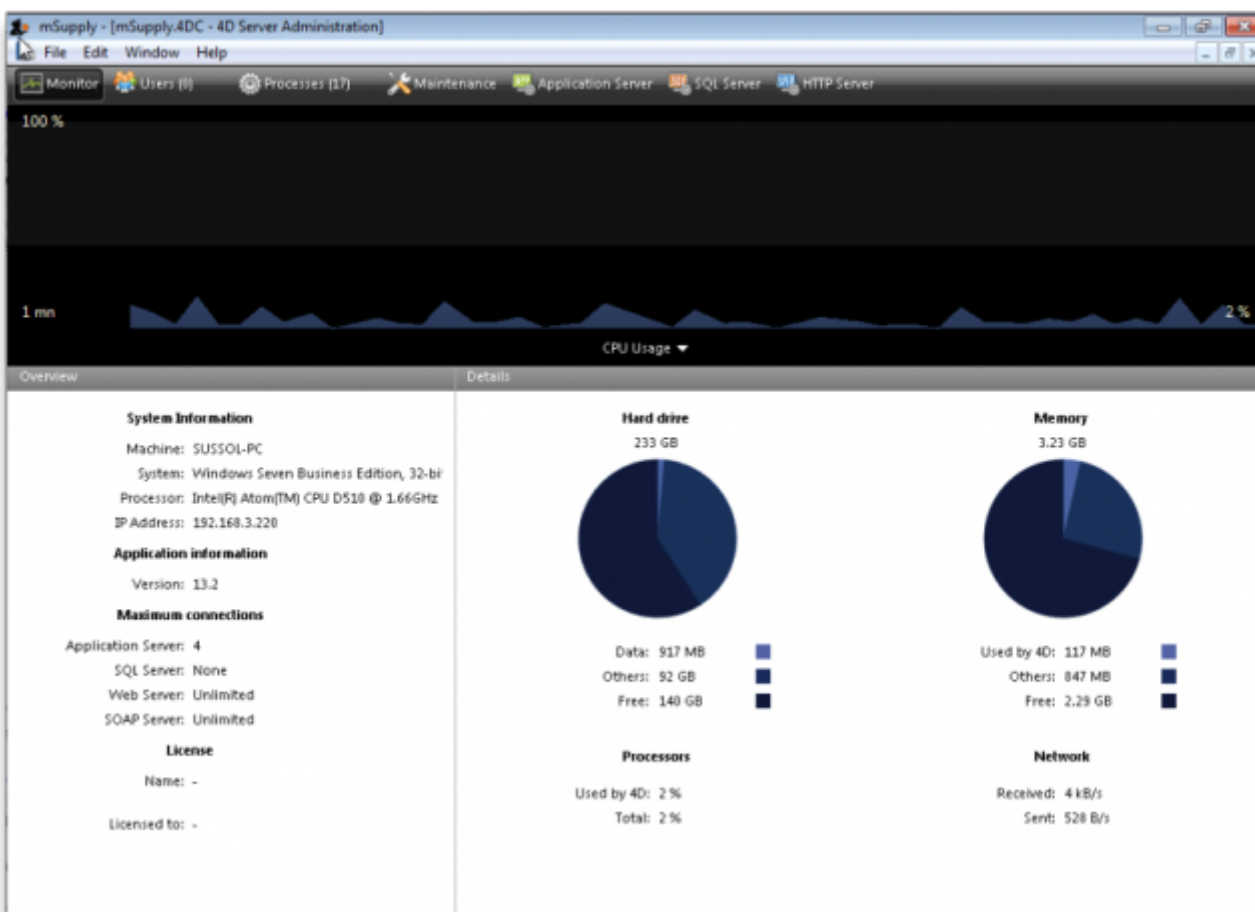 mSupply - [mSupply.4DC - 4D Server Administration]
File Edit Window Help
Monitor Users (0) Processes (17) Maintenance Application Server SQL Server HTTP Server
100 %
1 mn
2 %
CPU Usage
Overview
Details
System Information
Machine: SUSSOL-PC
System: Windows Seven Business Edition, 32-bi
Processor: Intel(R) Atom(TM) CPU D510 @ 1.66GHz
IP Address: 192.168.3.220
Application information
Version: 13.2
Maximum connections
Application Server: 4
SQL Server: None
Web Server: Unlimited
SOAP Server: Unlimited
License
Name: -
Licensed to: -
Hard drive
233 GB
Data: 917 MB
Others: 92 GB
Free: 140 GB
Processors
Used by 4D: 2 %
Total: 2 %
Memory
3.23 GB
Used by 4D: 117 MB
Others: 847 MB
Free: 2.29 GB
Network
Received: 4 kB/s
Sent: 528 B/s